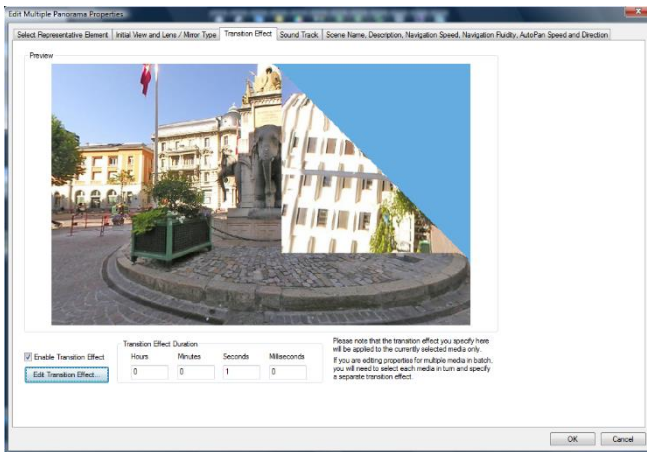 Edit Multiple Panorama Properties
Select Representative Element Initial View and Lens / Mirror Type Transition Effect Sound Track Scene Name, Description, Navigation Speed, Navigation Fluidity, AutoPan Speed and Direction
Preview
Enable Transition Effect
Edit Transition Effect...
Transition Effect Duration
Hours Minutes Seconds Milliseconds
0 0 1 0
Please note that the transition effect you specify here
will be applied to the currently selected media only.
If you are editing properties for multiple media in batch,
you will need to select each media in turn and specify
a separate transition effect.
OK Cancel